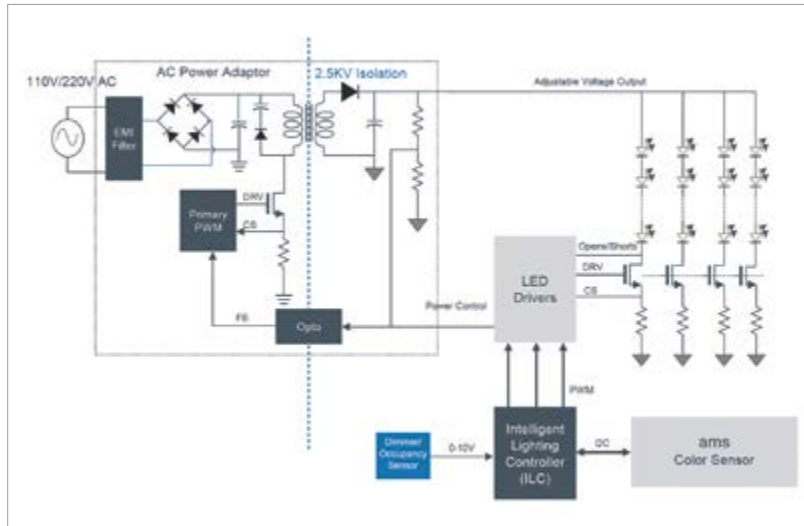 AC Power Adaptor
2.5KV Isolation
110V/220V AC
Adjustable Voltage Output
EMI
Filter
DRV
Primary
PWM
CS
Opens/Shorts
LED
Drivers
DRV
CS
Power Control
FB
Opto
PWM
Intelligent
Lighting
Controller
(ILC)
Dimmer/
Occupancy
Sensor
0-10V
I2C
ams
Color Sensor